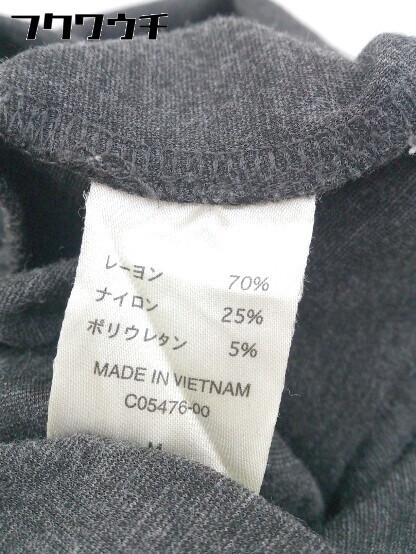 フクワウチ
レーヨン 70%
ナイロン 25%
ポリウレタン 5%
MADE IN VIETNAM
C05476-00
M